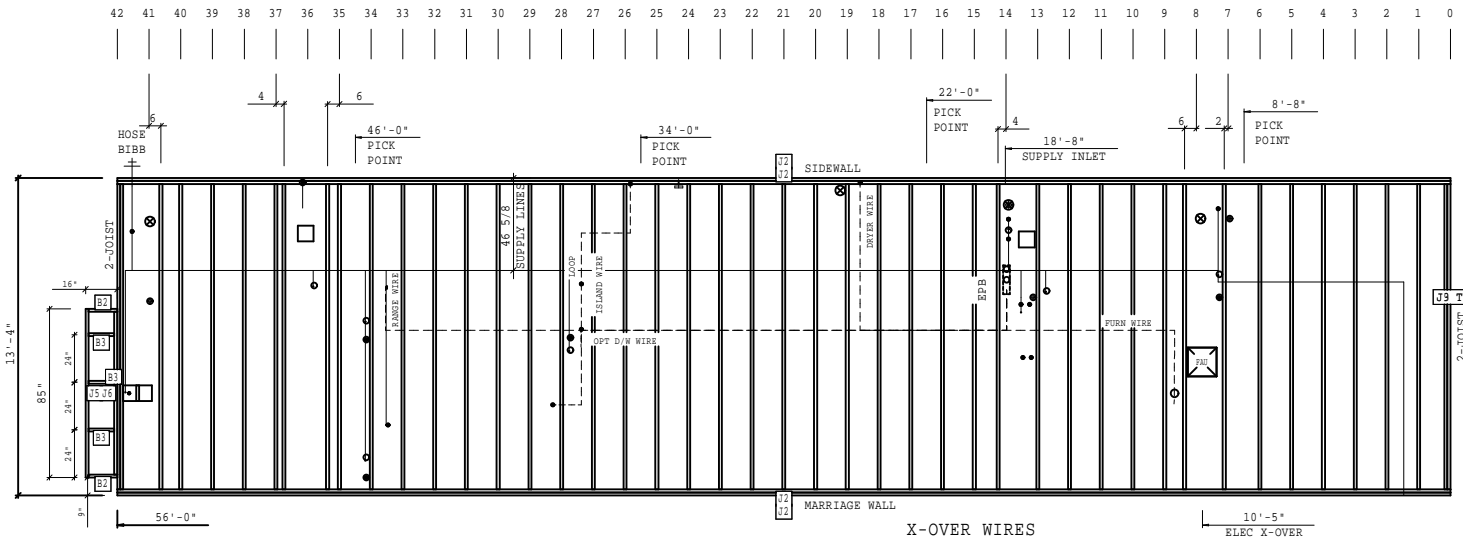 42 41 40 39 38 37 36 35 34 33 32 31 30 29 28 27 26 25 24 23 22 21 20 19 18 17 16 15 14 13 12 11 10 9 8 7 6 5 4 3 2 1 0
4
6
6
HOSE
BIBB
46'-0"
PICK
POINT
34'-0"
PICK
POINT
22'-0"
PICK
POINT
4
18'-8"
SUPPLY INLET
6
2
8'-8"
PICK
POINT
J2
J2
SIDEWALL
2-JOIST
46 5/8
SUPPLY LINES
DRYER WIRE
LOOP
ISLAND WIRE
RANGE WIRE
EPB
OPT D/W WIRE
FURN WIRE
FAU
J9 T
2-JOIST
16"
13'-4"
85"
24"
24"
24"
9"
B2
B3
B3
J5 J6
B3
B2
56'-0"
J2
J2
MARRIAGE WALL
X-OVER WIRES
10'-5"
ELEC X-OVER